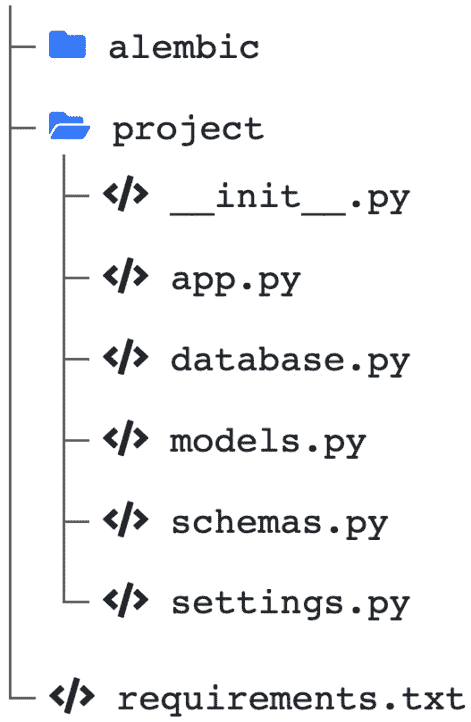 alembic
project
__init__.py
app.py
database.py
models.py
schemas.py
settings.py
requirements.txt